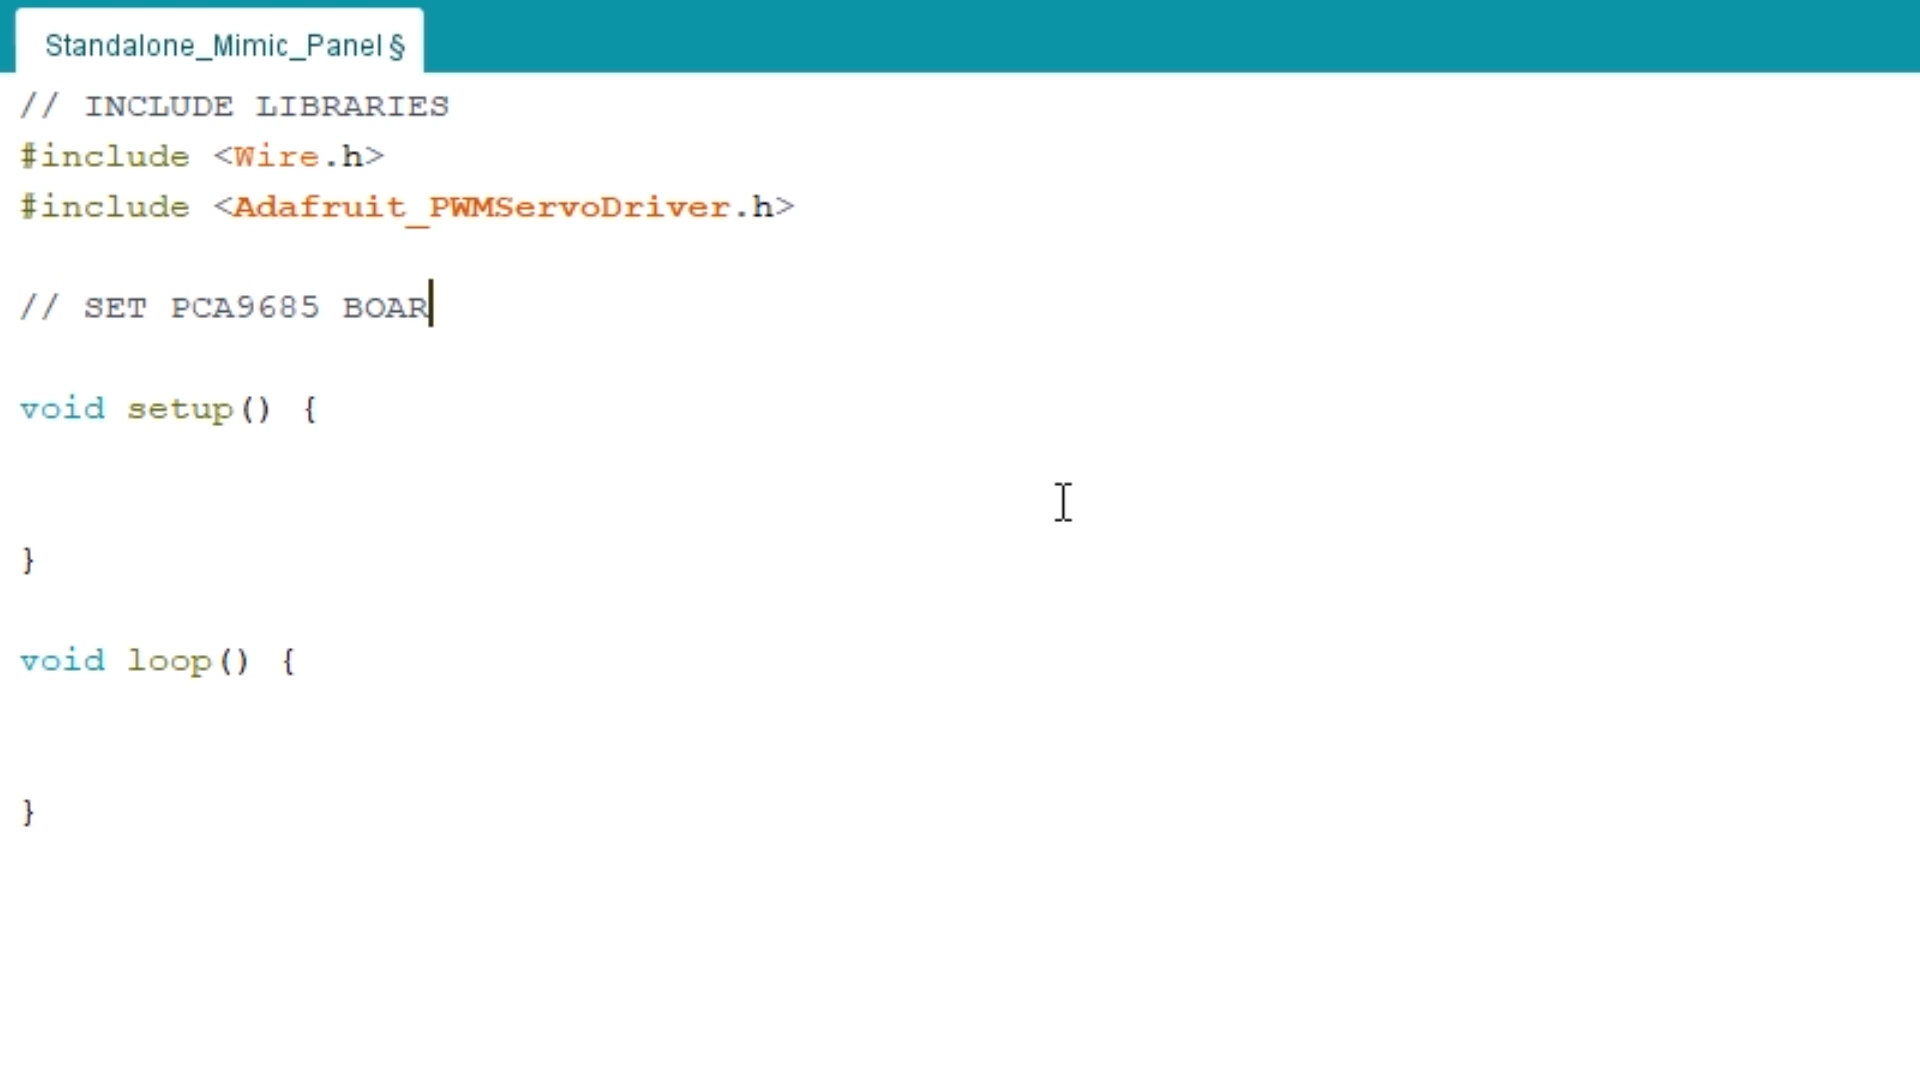 Standalone_Mimic_Panel §
// INCLUDE LIBRARIES
#include <Wire.h>
#include <Adafruit_PWMServoDriver.h>
// SET PCA9685 BOAR
void setup() {
}
void loop() {
}